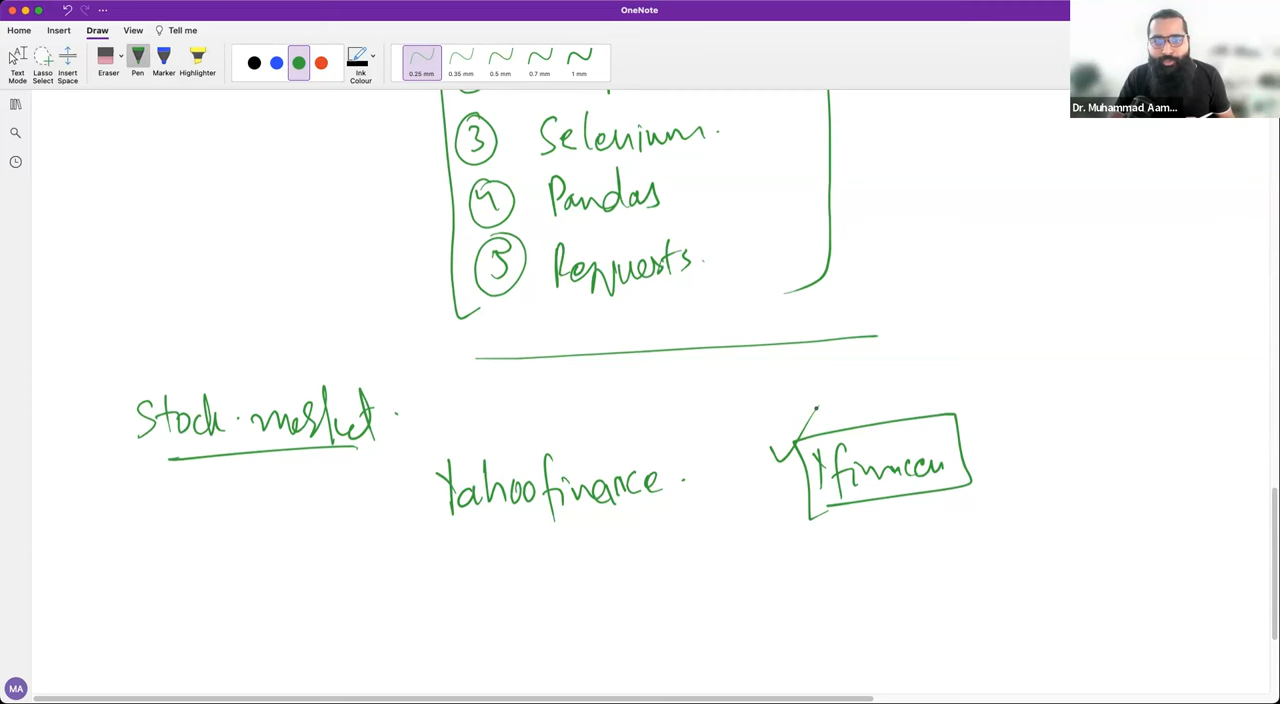 OneNote
Home Insert Draw View Tell me
Text Mode
Lasso Select
Insert Space
Eraser
Pen
Marker
Highlighter
Ink Colour
0.25 mm
0.35 mm
0.5 mm
0.7 mm
1 mm
Dr. Muhammad Aam...
3 Selenium.
4 Pandas
5 Requests.
Stock market.
Yahoofinance.
MA